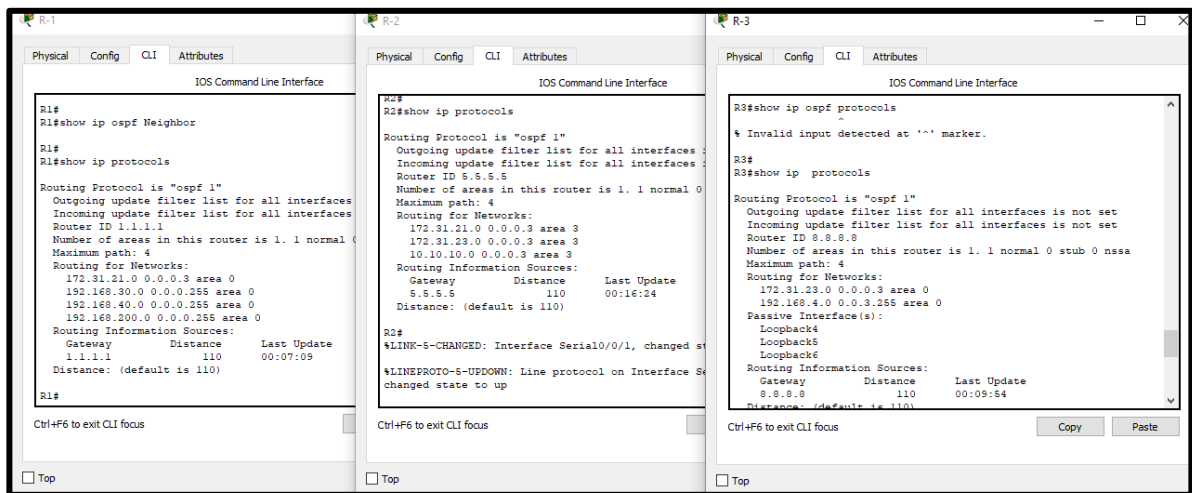 R-1
Physical Config CLI Attributes
IOS Command Line Interface
R1#
R1#show ip ospf Neighbor
R1#
R1#show ip protocols
Routing Protocol is "ospf 1"
Outgoing update filter list for all interfaces
Incoming update filter list for all interfaces
Router ID 1.1.1.1
Number of areas in this router is 1. 1 normal 0
Maximum path: 4
Routing for Networks:
172.31.21.0 0.0.0.3 area 0
192.168.30.0 0.0.0.255 area 0
192.168.40.0 0.0.0.255 area 0
192.168.200.0 0.0.0.255 area 0
Routing Information Sources:
Gateway Distance Last Update
1.1.1.1 110 00:07:09
Distance: (default is 110)
R1#
Ctrl+F6 to exit CLI focus
Top
R-2
Physical Config CLI Attributes
IOS Command Line Interface
R2#
R2#show ip protocols
Routing Protocol is "ospf 1"
Outgoing update filter list for all interfaces
Incoming update filter list for all interfaces
Router ID 5.5.5.5
Number of areas in this router is 1. 1 normal 0
Maximum path: 4
Routing for Networks:
172.31.21.0 0.0.0.3 area 3
172.31.23.0 0.0.0.3 area 3
10.10.10.0 0.0.0.3 area 3
Routing Information Sources:
Gateway Distance Last Update
5.5.5.5 110 00:16:24
Distance: (default is 110)
R2#
%LINK-5-CHANGED: Interface Serial0/0/1, changed st
%LINEPROTO-5-UPDOWN: Line protocol on Interface Se
changed state to up
Ctrl+F6 to exit CLI focus
Top
R-3
Physical Config CLI Attributes
IOS Command Line Interface
R3#show ip ospf protocols
^
% Invalid input detected at '^' marker.
R3#
R3#show ip  protocols
Routing Protocol is "ospf 1"
Outgoing update filter list for all interfaces is not set
Incoming update filter list for all interfaces is not set
Router ID 8.8.8.8
Number of areas in this router is 1. 1 normal 0 stub 0 nssa
Maximum path: 4
Routing for Networks:
172.31.23.0 0.0.0.3 area 0
192.168.4.0 0.0.3.255 area 0
Passive Interface(s):
Loopback4
Loopback5
Loopback6
Routing Information Sources:
Gateway Distance Last Update
8.8.8.8 110 00:09:54
Distance: (default is 110)
Ctrl+F6 to exit CLI focus
Copy Paste
Top